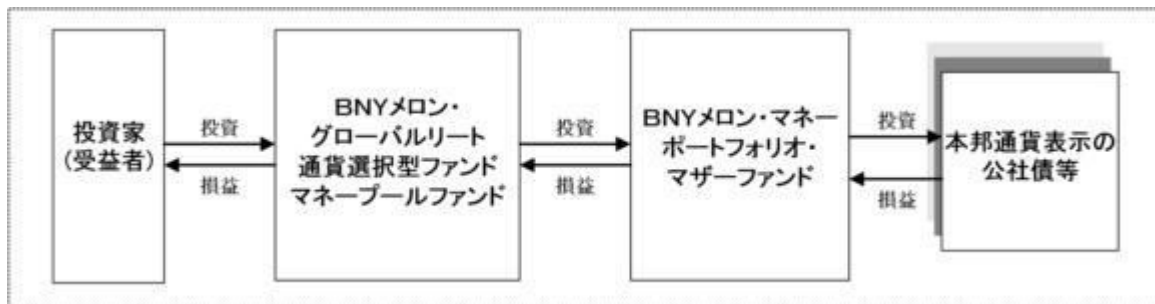 投資家
(受益者)
投資
損益
BNYメロン・
グローバルリート
通貨選択型ファンド
マネープールファンド
投資
損益
BNYメロン・マネー
ポートフォリオ・
マザーファンド
投資
損益
本邦通貨表示の
公社債等